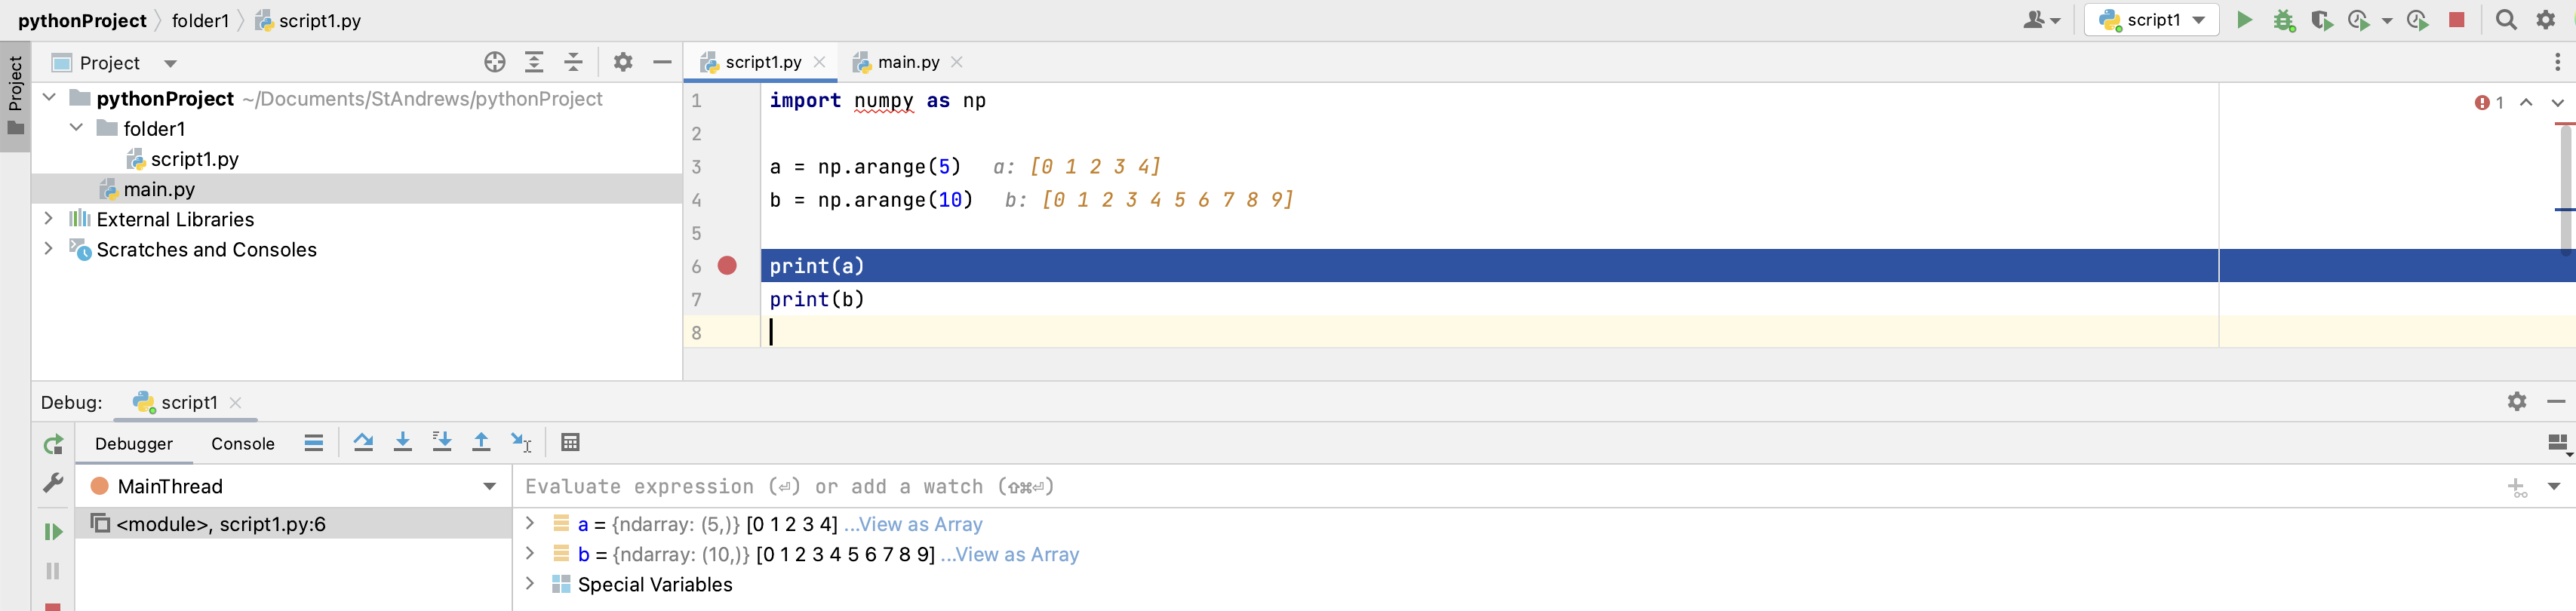 pythonProject folder1 script1.py script1
Project
Project
script1.py main.py
pythonProject ~/Documents/StAndrews/pythonProject
folder1
script1.py
main.py
External Libraries
Scratches and Consoles
1 import numpy as np
1
2
3 a = np.arange(5) a: [0 1 2 3 4]
4 b = np.arange(10) b: [0 1 2 3 4 5 6 7 8 9]
5
6 print(a)
7 print(b)
8
Debug: script1
Debugger Console
MainThread
Evaluate expression (⏎) or add a watch (⇧⌘⏎)
<module>, script1.py:6
a = {ndarray: (5,)} [0 1 2 3 4] ...View as Array
b = {ndarray: (10,)} [0 1 2 3 4 5 6 7 8 9] ...View as Array
Special Variables